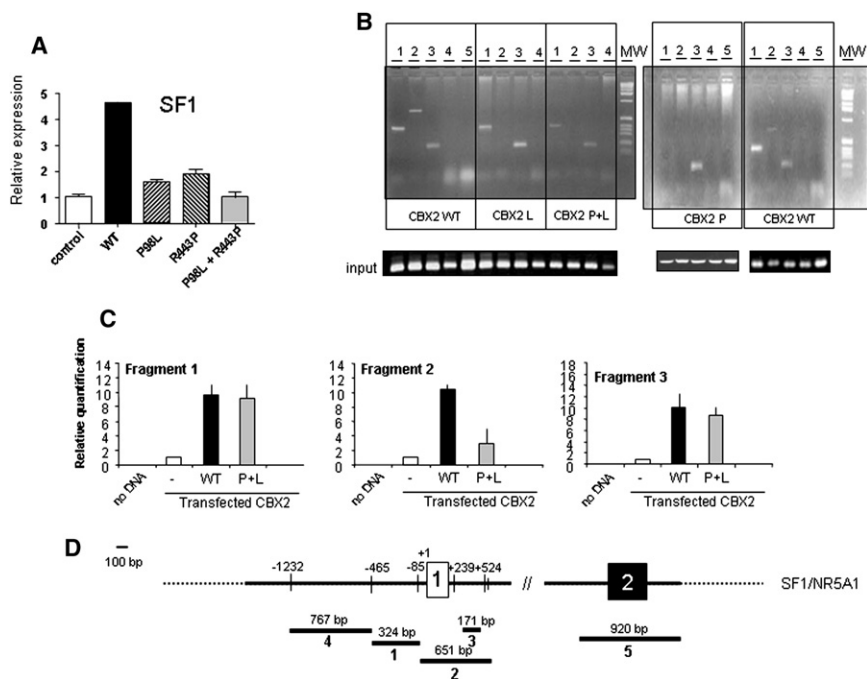 A
B
SF1
Relative expression
5
4
3
2
1
0
control
WT
P98L
R443P
P98L + R443P
1 2 3 4 5 1 2 3 4 1 2 3 4 MW
CBX2 WT CBX2 L CBX2 P+L
1 2 3 4 5 1 2 3 4 5 MW
CBX2 P CBX2 WT
input
C
Relative quantification
Fragment 1
14
12
10
8
6
4
2
0
no DNA
- WT P+L
Transfected CBX2
Fragment 2
14
12
10
8
6
4
2
0
no DNA
- WT P+L
Transfected CBX2
Fragment 3
18
16
14
12
10
8
6
4
2
0
no DNA
- WT P+L
Transfected CBX2
D
100 bp
-1232 -465 -85 +1 +239 +524
1 // 2 SF1/NR5A1
767 bp
4
324 bp
1
171 bp
3
651 bp
2
920 bp
5